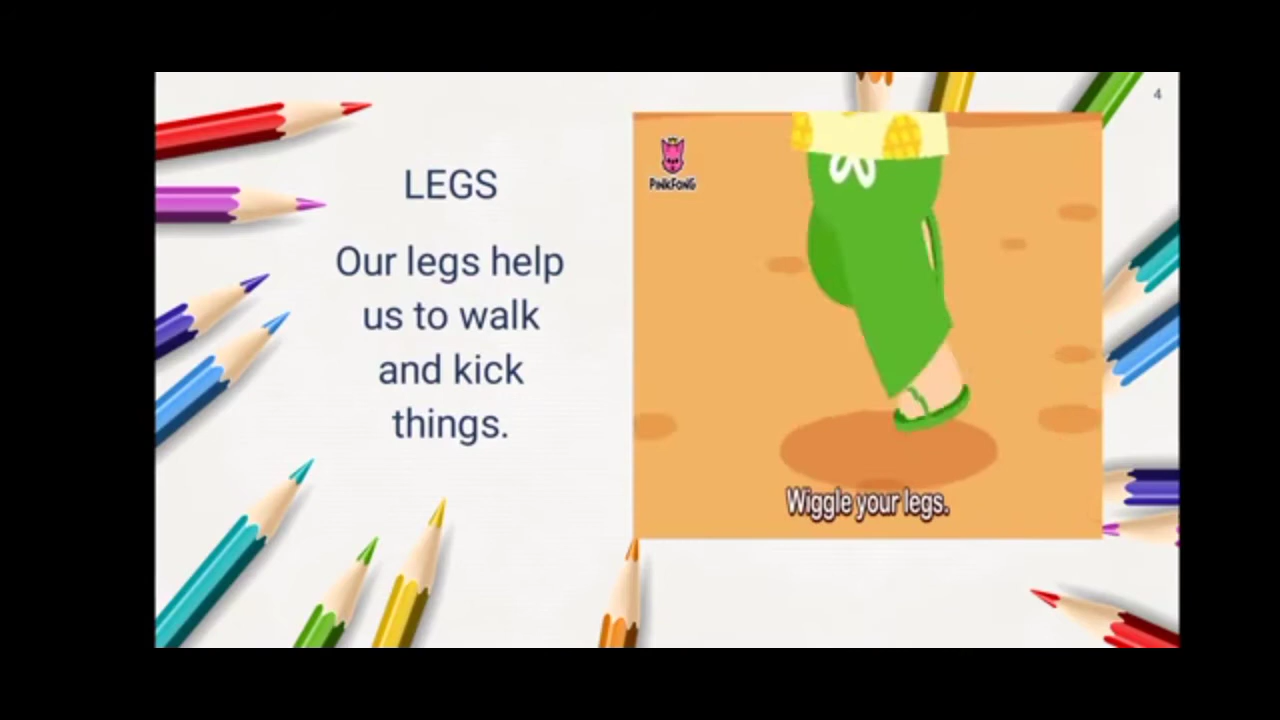 4
LEGS
Our legs help
us to walk
and kick
things.
PINKFONG
Wiggle your legs.